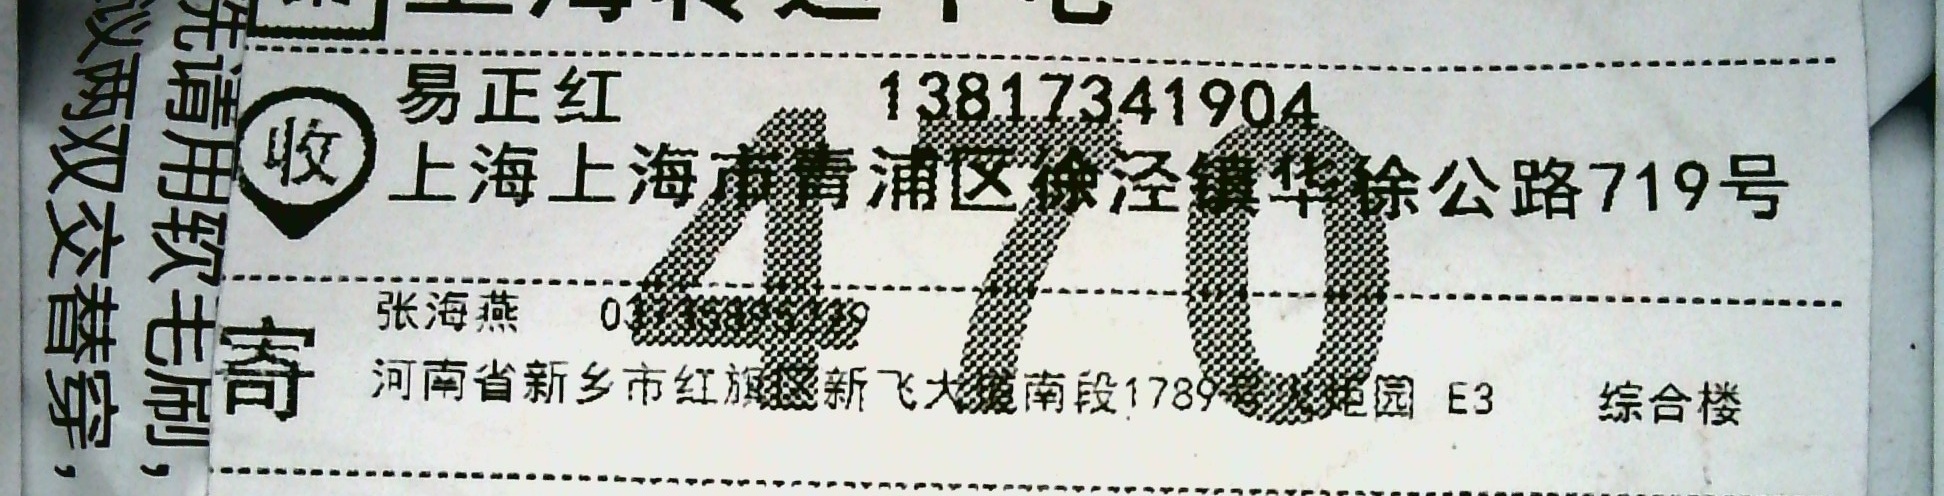 上海转运中心
收
易正红 13817341904
上海上海市青浦区徐泾镇华徐公路719号
470
寄
张海燕
河南省新乡市红旗区新飞大道南段1789号火炬园 E3 综合楼
洗请用软毛刷,
议两双交替穿,